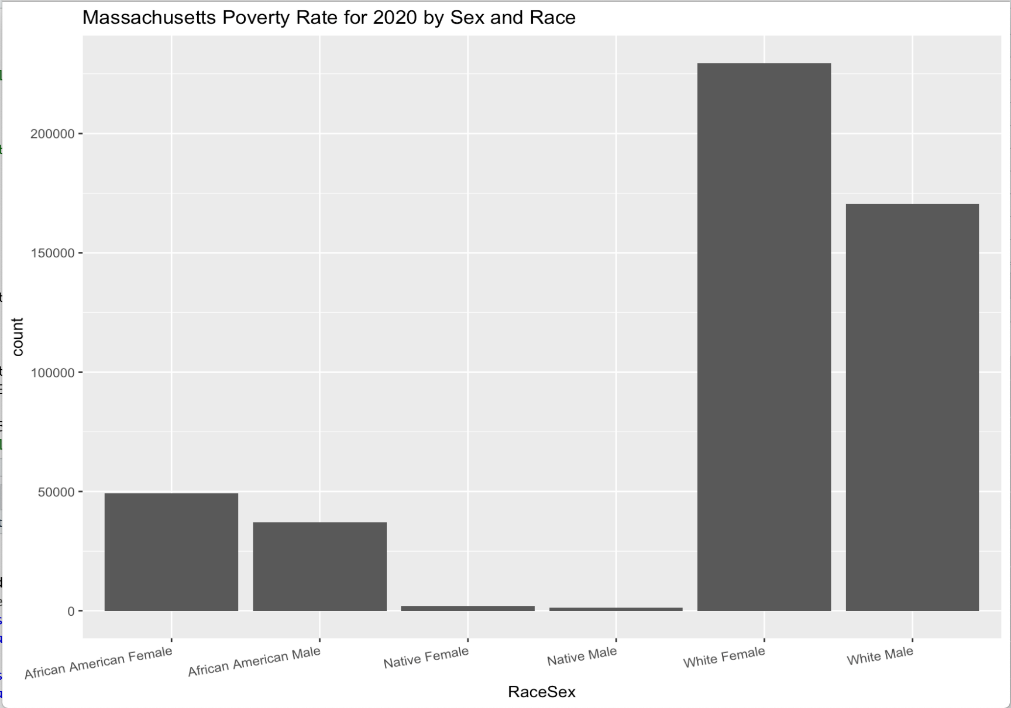 Massachusetts Poverty Rate for 2020 by Sex and Race
count
200000
150000
100000
50000
0
African American Female
African American Male
Native Female
Native Male
White Female
White Male
RaceSex